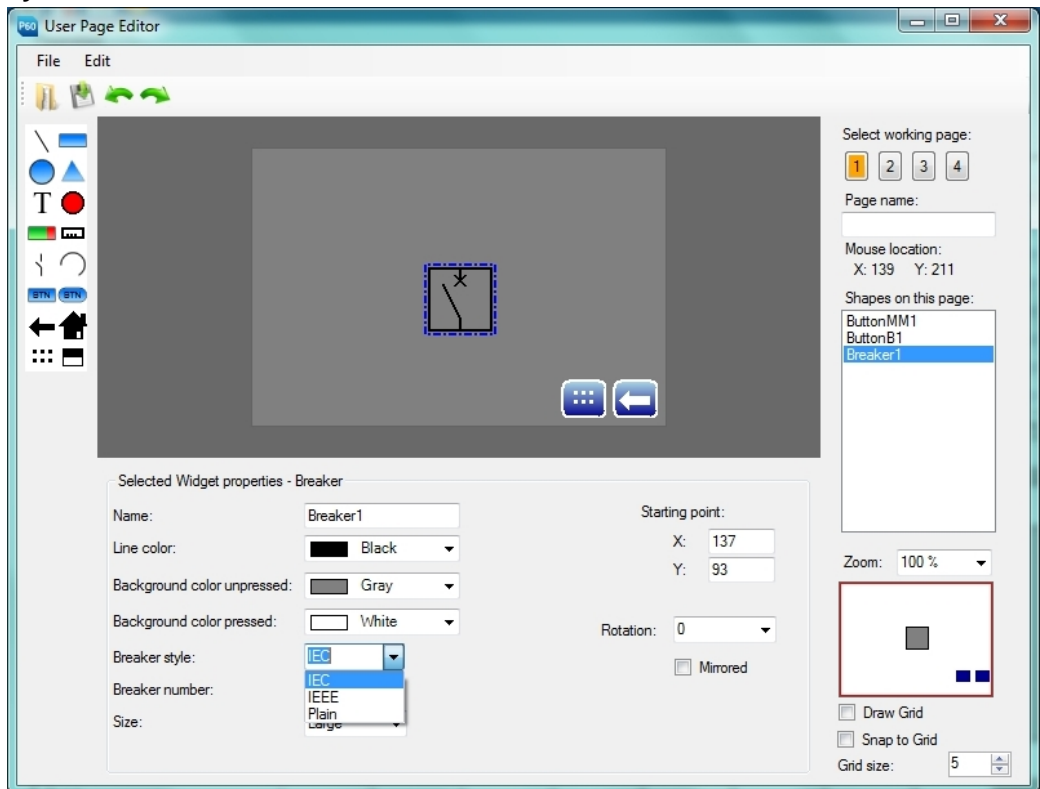 P60 User Page Editor
File Edit
Select working page:
1 2 3 4
T
Page name:
Mouse location:
X: 139 Y: 211
BTN BTN
Shapes on this page:
ButtonMM1
ButtonB1
Breaker1
Selected Widget properties - Breaker
Name: Breaker1
Starting point:
Line color: Black
X: 137
Y: 93
Zoom: 100 %
Background color unpressed: Gray
Background color pressed: White
Rotation: 0
Breaker style: IEC
Mirrored
IEC
Breaker number:
IEEE
Plain
Size: Large
Draw Grid
Snap to Grid
Grid size: 5